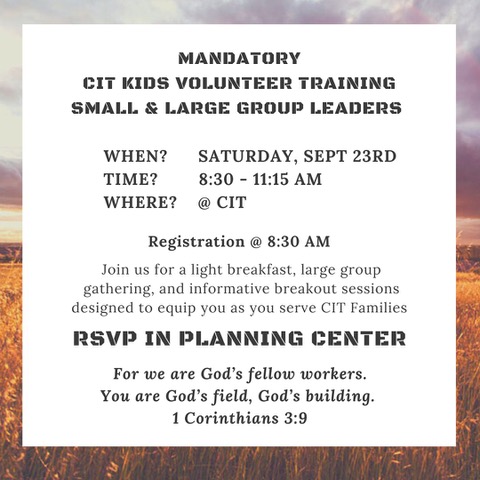 MANDATORY
CIT KIDS VOLUNTEER TRAINING
SMALL & LARGE GROUP LEADERS
WHEN? SATURDAY, SEPT 23RD
TIME? 8:30 - 11:15 AM
WHERE? @ CIT
Registration @ 8:30 AM
Join us for a light breakfast, large group
gathering, and informative breakout sessions
designed to equip you as you serve CIT Families
RSVP IN PLANNING CENTER
For we are God's fellow workers.
You are God's field, God's building.
1 Corinthians 3:9